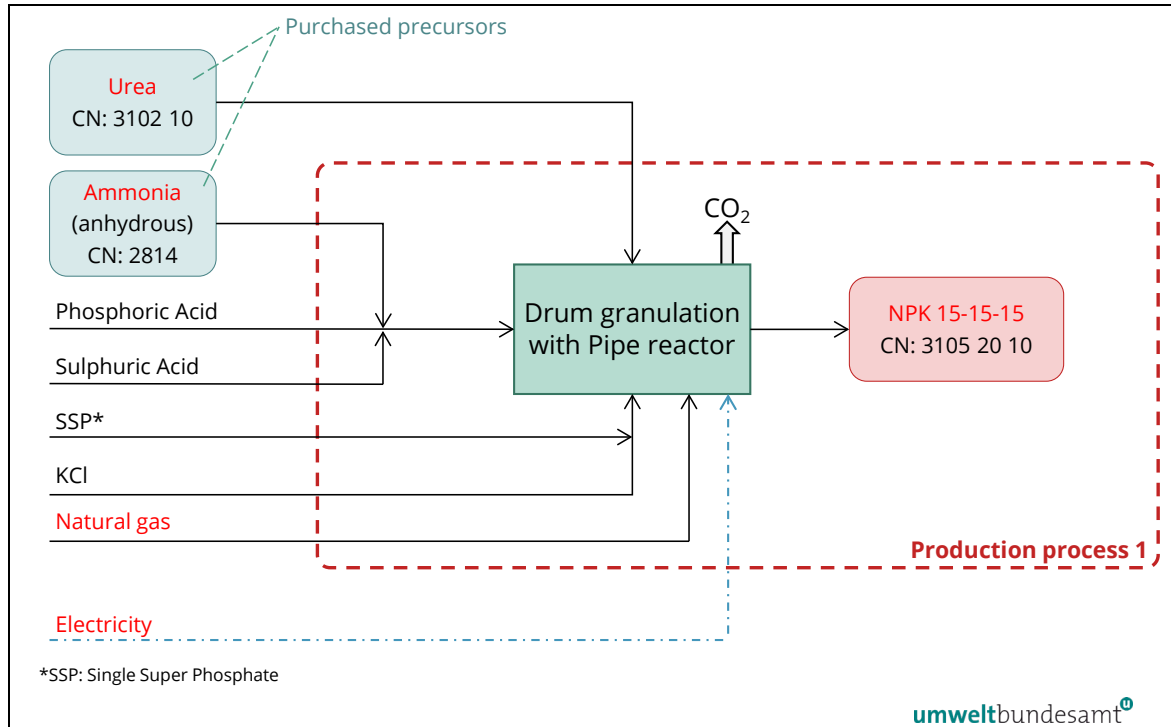 Purchased precursors
Urea
CN: 3102 10
Ammonia
(anhydrous)
CN: 2814
CO2
Phosphoric Acid
Sulphuric Acid
SSP*
KCl
Natural gas
Drum granulation
with Pipe reactor
NPK 15-15-15
CN: 3105 20 10
Production process 1
Electricity
*SSP: Single Super Phosphate
umweltbundesamt u